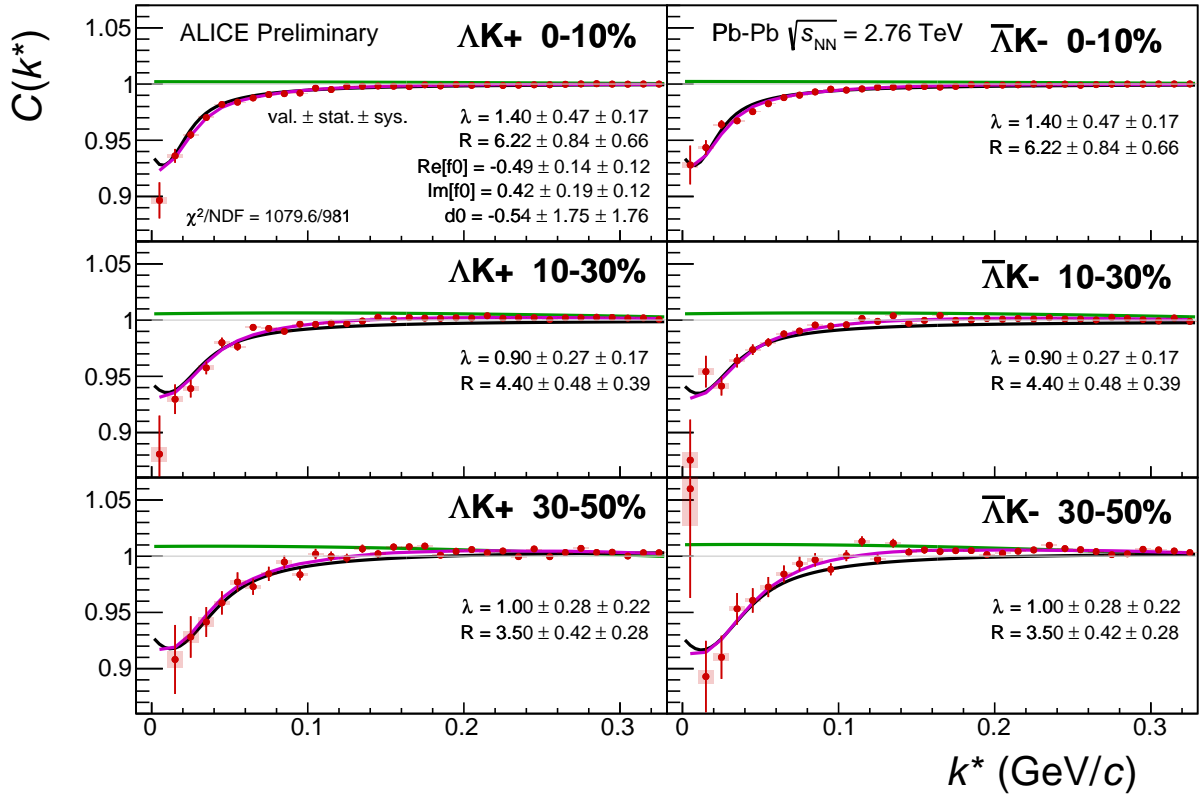 C(k*)
ALICE Preliminary
ΛK+ 0-10%
val. ± stat. ± sys.
λ = 1.40 ± 0.47 ± 0.17
R = 6.22 ± 0.84 ± 0.66
Re[f0] = -0.49 ± 0.14 ± 0.12
Im[f0] = 0.42 ± 0.19 ± 0.12
d0 = -0.54 ± 1.75 ± 1.76
χ²/NDF = 1079.6/981
1.05
1
0.95
0.9
Pb-Pb √sNN = 2.76 TeV
Λ̅K- 0-10%
λ = 1.40 ± 0.47 ± 0.17
R = 6.22 ± 0.84 ± 0.66
ΛK+ 10-30%
λ = 0.90 ± 0.27 ± 0.17
R = 4.40 ± 0.48 ± 0.39
1.05
1
0.95
0.9
Λ̅K- 10-30%
λ = 0.90 ± 0.27 ± 0.17
R = 4.40 ± 0.48 ± 0.39
ΛK+ 30-50%
λ = 1.00 ± 0.28 ± 0.22
R = 3.50 ± 0.42 ± 0.28
1.05
1
0.95
0.9
Λ̅K- 30-50%
λ = 1.00 ± 0.28 ± 0.22
R = 3.50 ± 0.42 ± 0.28
0 0.1 0.2 0.3
0 0.1 0.2 0.3
k* (GeV/c)